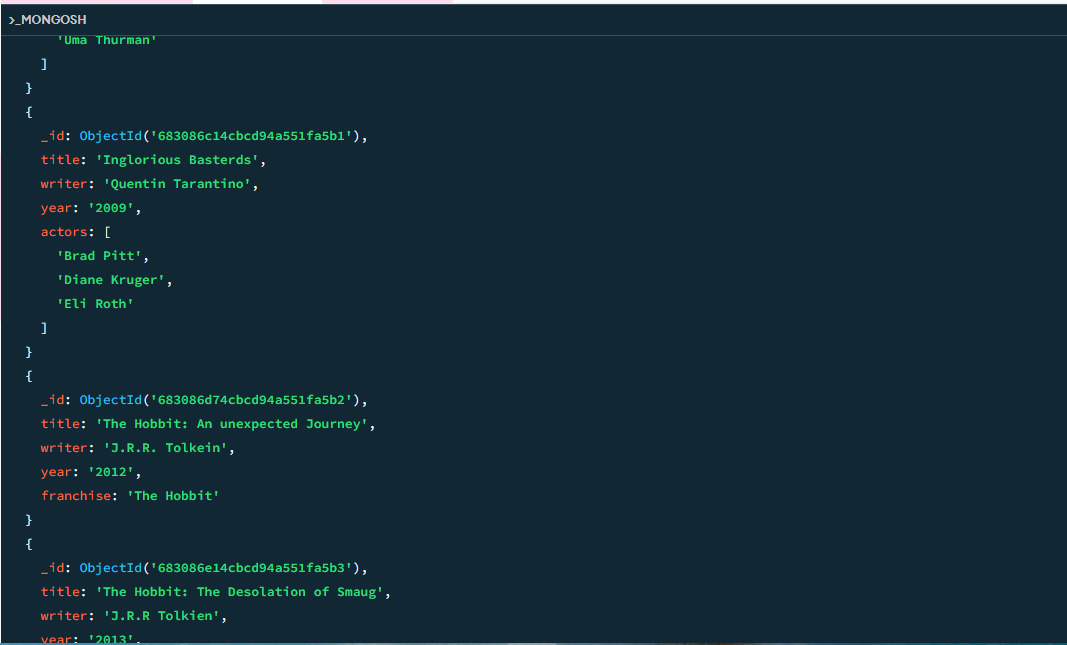 >_MONGOSH
'Uma Thurman'
]
}
{
_id: ObjectId('683086c14cbcd94a551fa5b1'),
title: 'Inglorious Basterds',
writer: 'Quentin Tarantino',
year: '2009',
actors: [
'Brad Pitt',
'Diane Kruger',
'Eli Roth'
]
}
{
_id: ObjectId('683086d74cbcd94a551fa5b2'),
title: 'The Hobbit: An unexpected Journey',
writer: 'J.R.R. Tolkein',
year: '2012',
franchise: 'The Hobbit'
}
{
_id: ObjectId('683086e14cbcd94a551fa5b3'),
title: 'The Hobbit: The Desolation of Smaug',
writer: 'J.R.R Tolkien',
year: '2013',